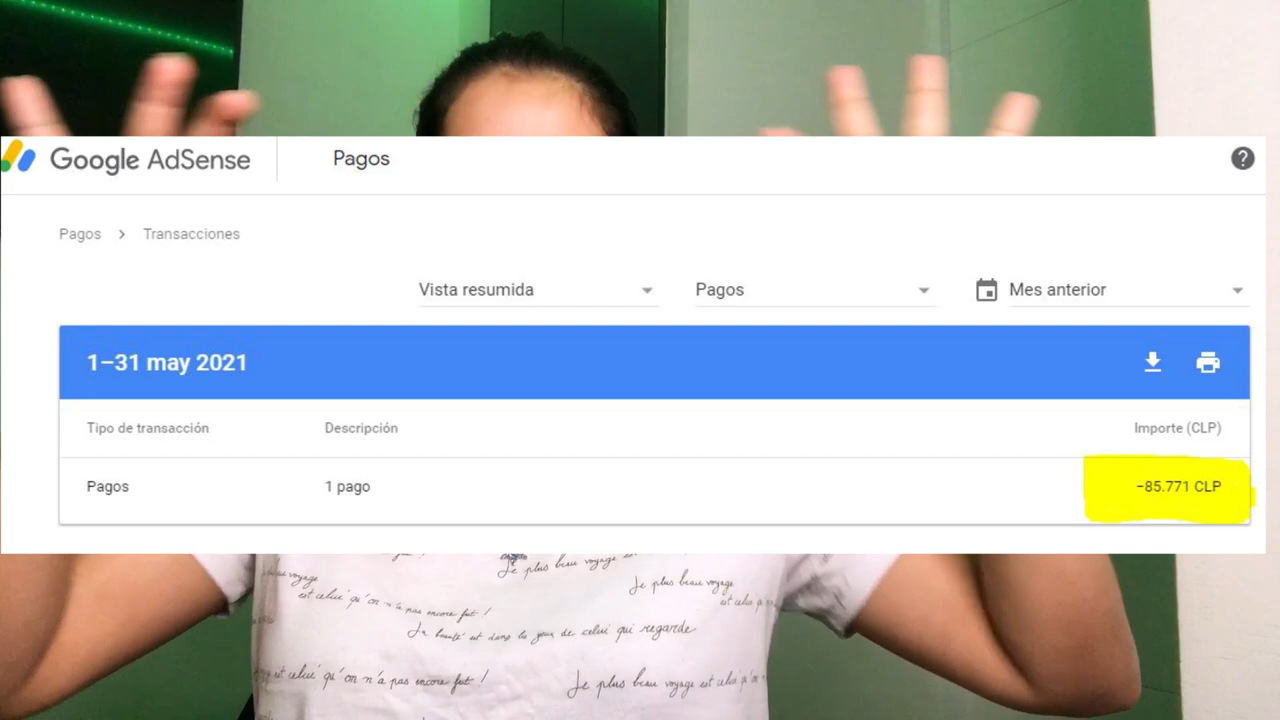 Google AdSense
Pagos
Pagos > Transacciones
Vista resumida
Pagos
Mes anterior
1–31 may 2021
Tipo de transacción
Descripción
Importe (CLP)
Pagos
1 pago
−85.771 CLP
Je plus beau voyage
Je plus beau voyage
voyage
est celui qu'on n'a pas encore fait !
est celui
La beauté est dans les yeux de celui qui regarde
est celui qu'on n'a pas encore fait !
Je plus beau voyage est celui